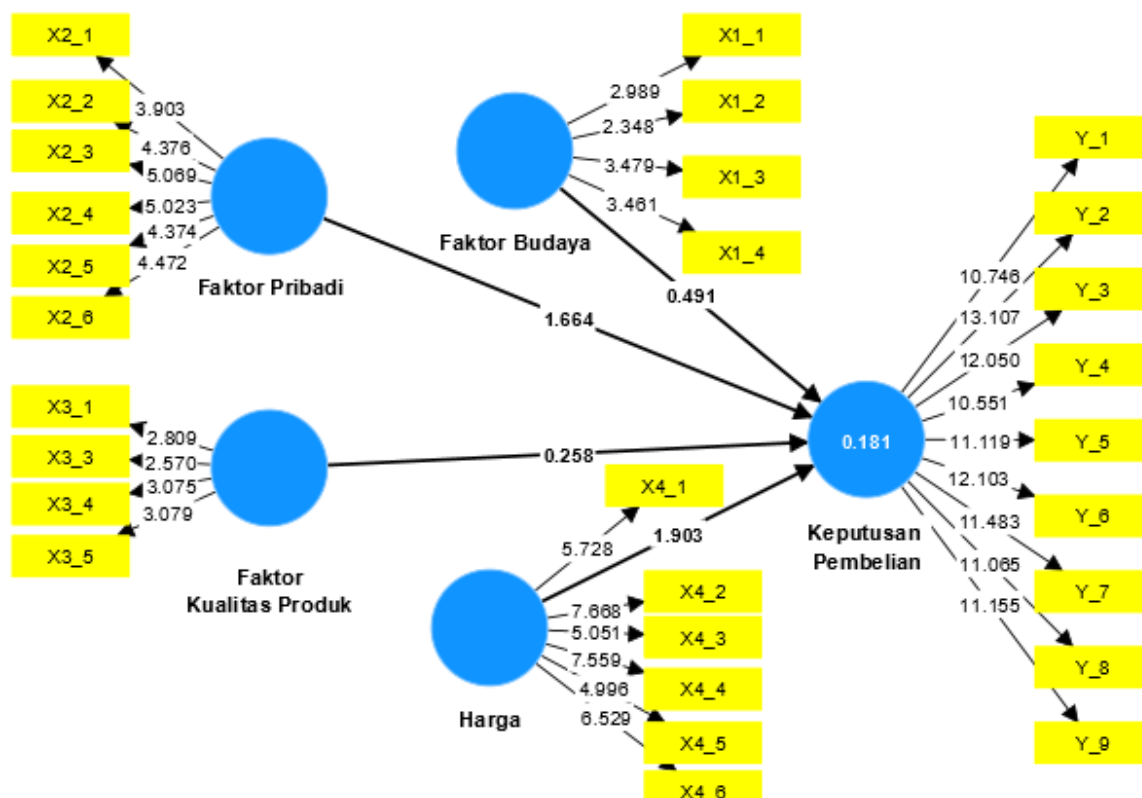 X2_1
X2_2
X2_3
X2_4
X2_5
X2_6
3.903
4.376
5.069
5.023
4.374
4.472
Faktor Pribadi
X1_1
X1_2
X1_3
X1_4
2.989
2.348
3.479
3.461
Faktor Budaya
0.491
1.664
X3_1
X3_3
X3_4
X3_5
2.809
2.570
3.075
3.079
Faktor
Kualitas Produk
0.258
X4_1
X4_2
X4_3
X4_4
X4_5
X4_6
5.728
7.668
5.051
7.559
4.996
6.529
Harga
1.903
0.181
Keputusan
Pembelian
10.746
13.107
12.050
10.551
11.119
12.103
11.483
11.065
11.155
Y_1
Y_2
Y_3
Y_4
Y_5
Y_6
Y_7
Y_8
Y_9